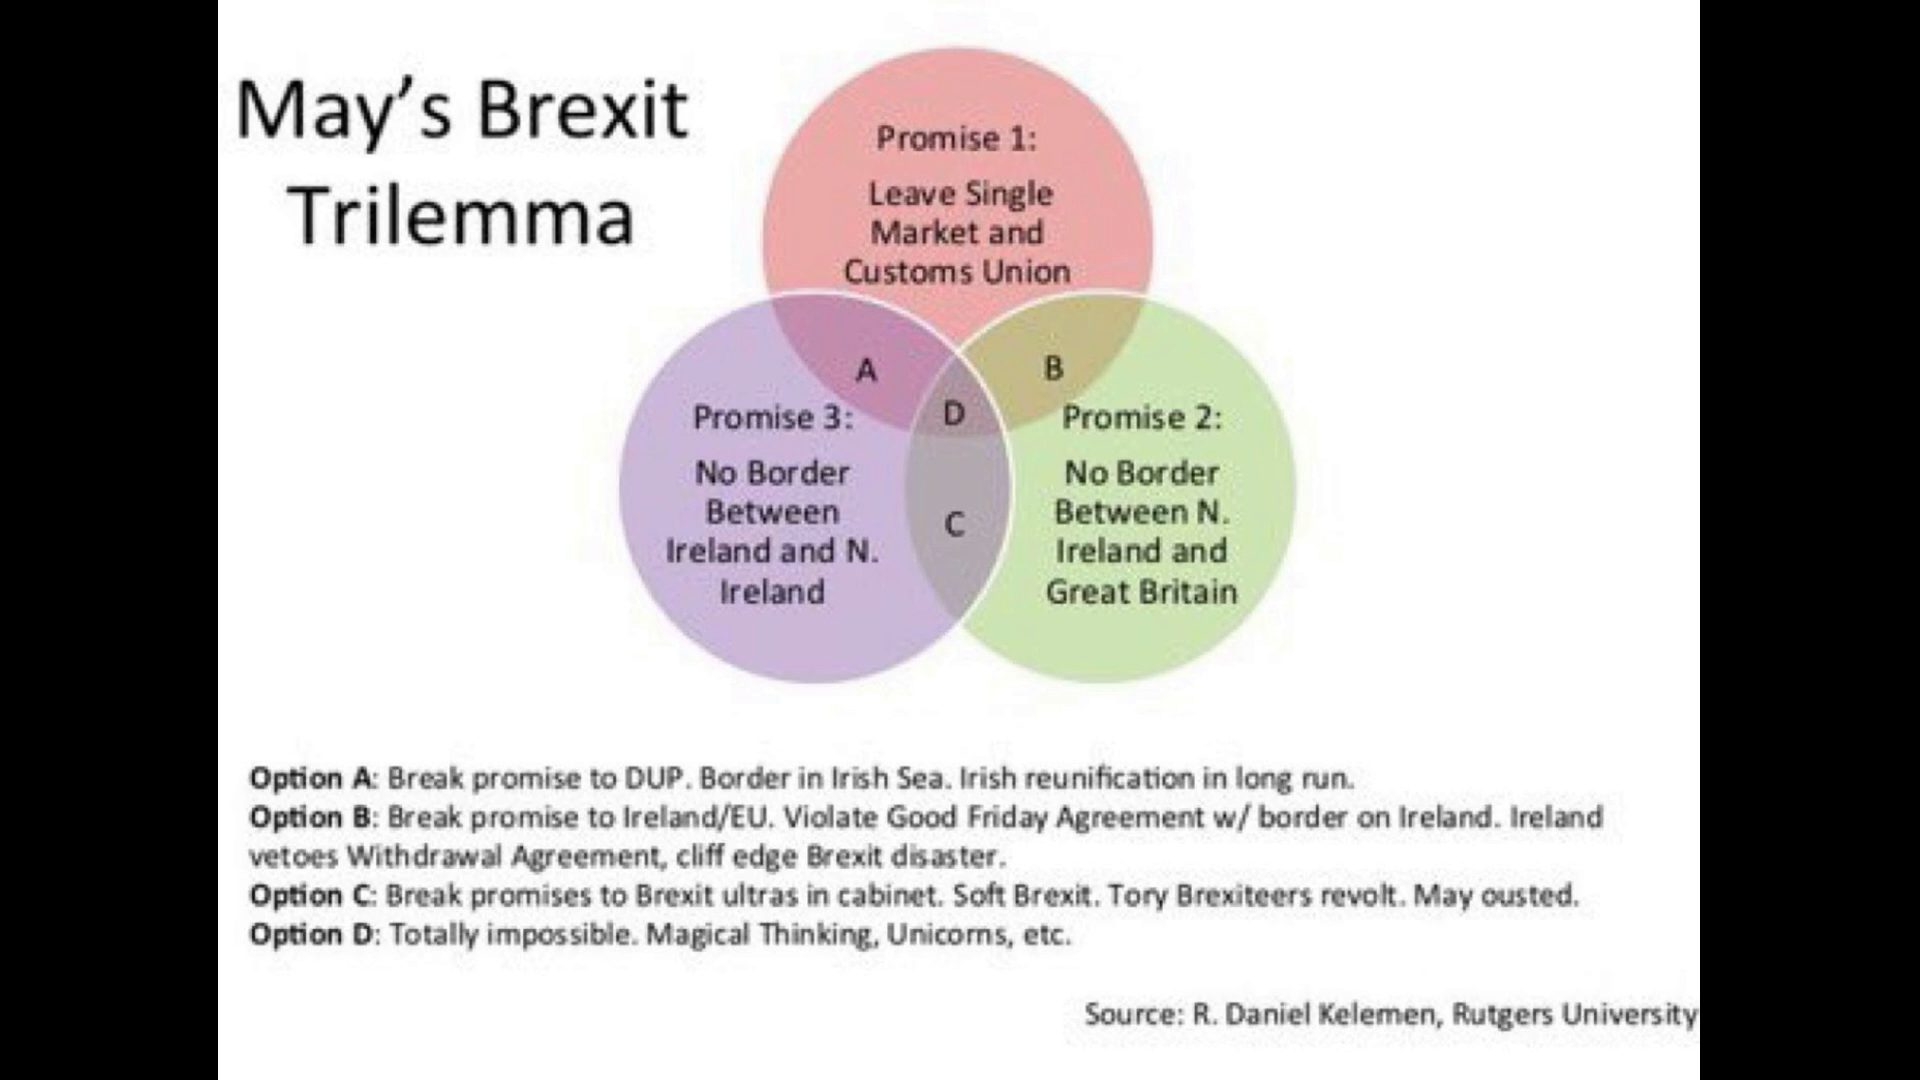 May's Brexit
Trilemma
Promise 1:
Leave Single
Market and
Customs Union
A
B
D
C
Promise 3:
No Border
Between
Ireland and N.
Ireland
Promise 2:
No Border
Between N.
Ireland and
Great Britain
Option A: Break promise to DUP. Border in Irish Sea. Irish reunification in long run.
Option B: Break promise to Ireland/EU. Violate Good Friday Agreement w/ border on Ireland. Ireland
vetoes Withdrawal Agreement, cliff edge Brexit disaster.
Option C: Break promises to Brexit ultras in cabinet. Soft Brexit. Tory Brexiteers revolt. May ousted.
Option D: Totally impossible. Magical Thinking, Unicorns, etc.
Source: R. Daniel Kelemen, Rutgers University